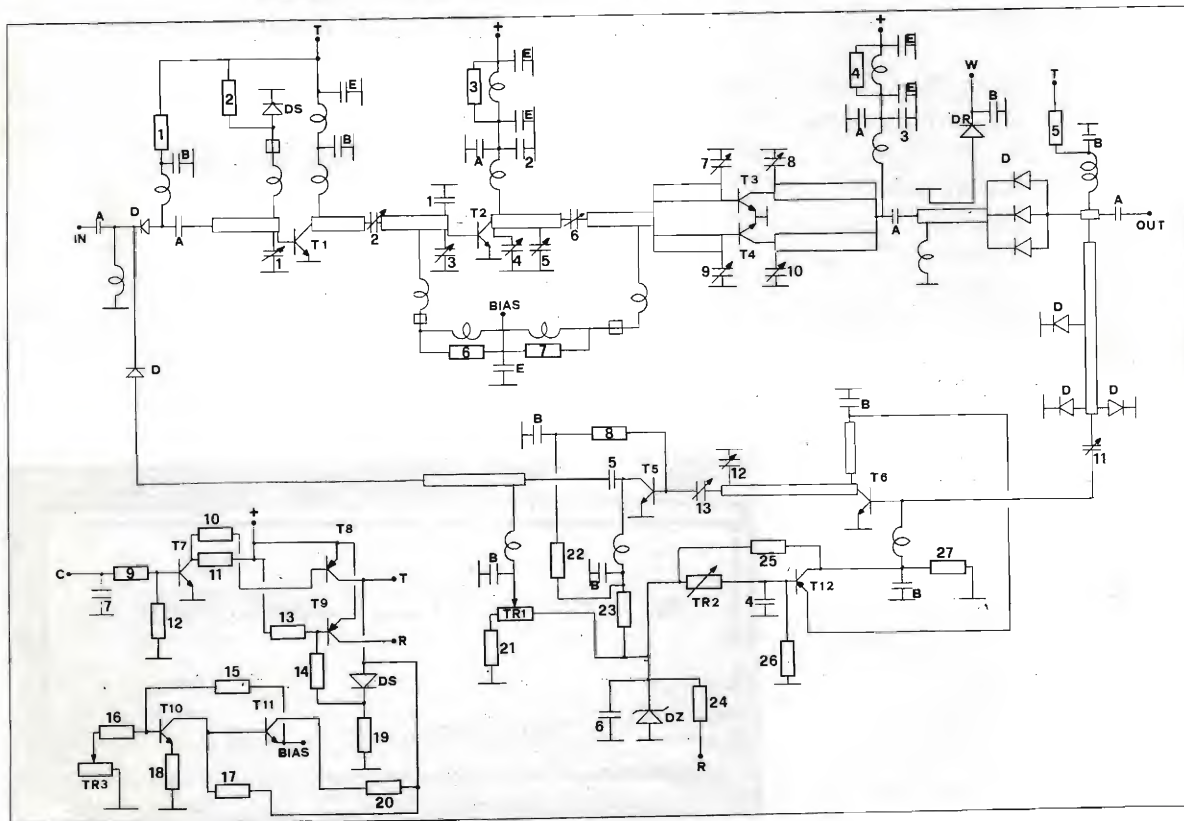 T + + W T
E E E
1 2 DS 3 4 DR B 5
E E E B
B B A 2 A 3 D
7 8
A D A T1 2 1 T2 6 T3 A A
IN T4 OUT
1 3 4 5 9 10
BIAS D
6 7
E
D B D D
B 8 11
5 T5 12 T6
13
10 + T8
T7 22 25 27
C 9 11 T B B
7 T9 TR1 23 TR2 4 T12 B
12 13 R 21 26
14 DS
15 6 DZ 24
16 T10 T11 19
BIAS R
TR3 18 17 20